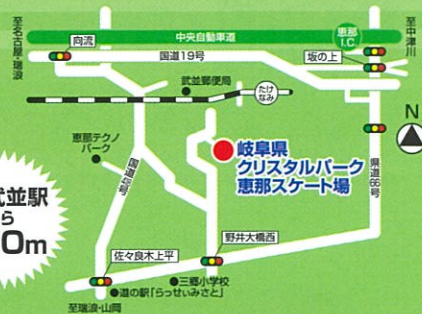 至名古屋・瑞浪
向流
中央自動車道
国道19号
恵那
I.C.
坂の上
至中津川
武並郵便局
たけ
なみ
恵那テクノ
パーク
国道418号
岐阜県
クリスタルパーク
恵那スケート場
県道66号
N
武並駅
ら
0m
佐々良木上平
野井大橋西
三郷小学校
道の駅「らっせぃみさと」
至瑞浪・山岡